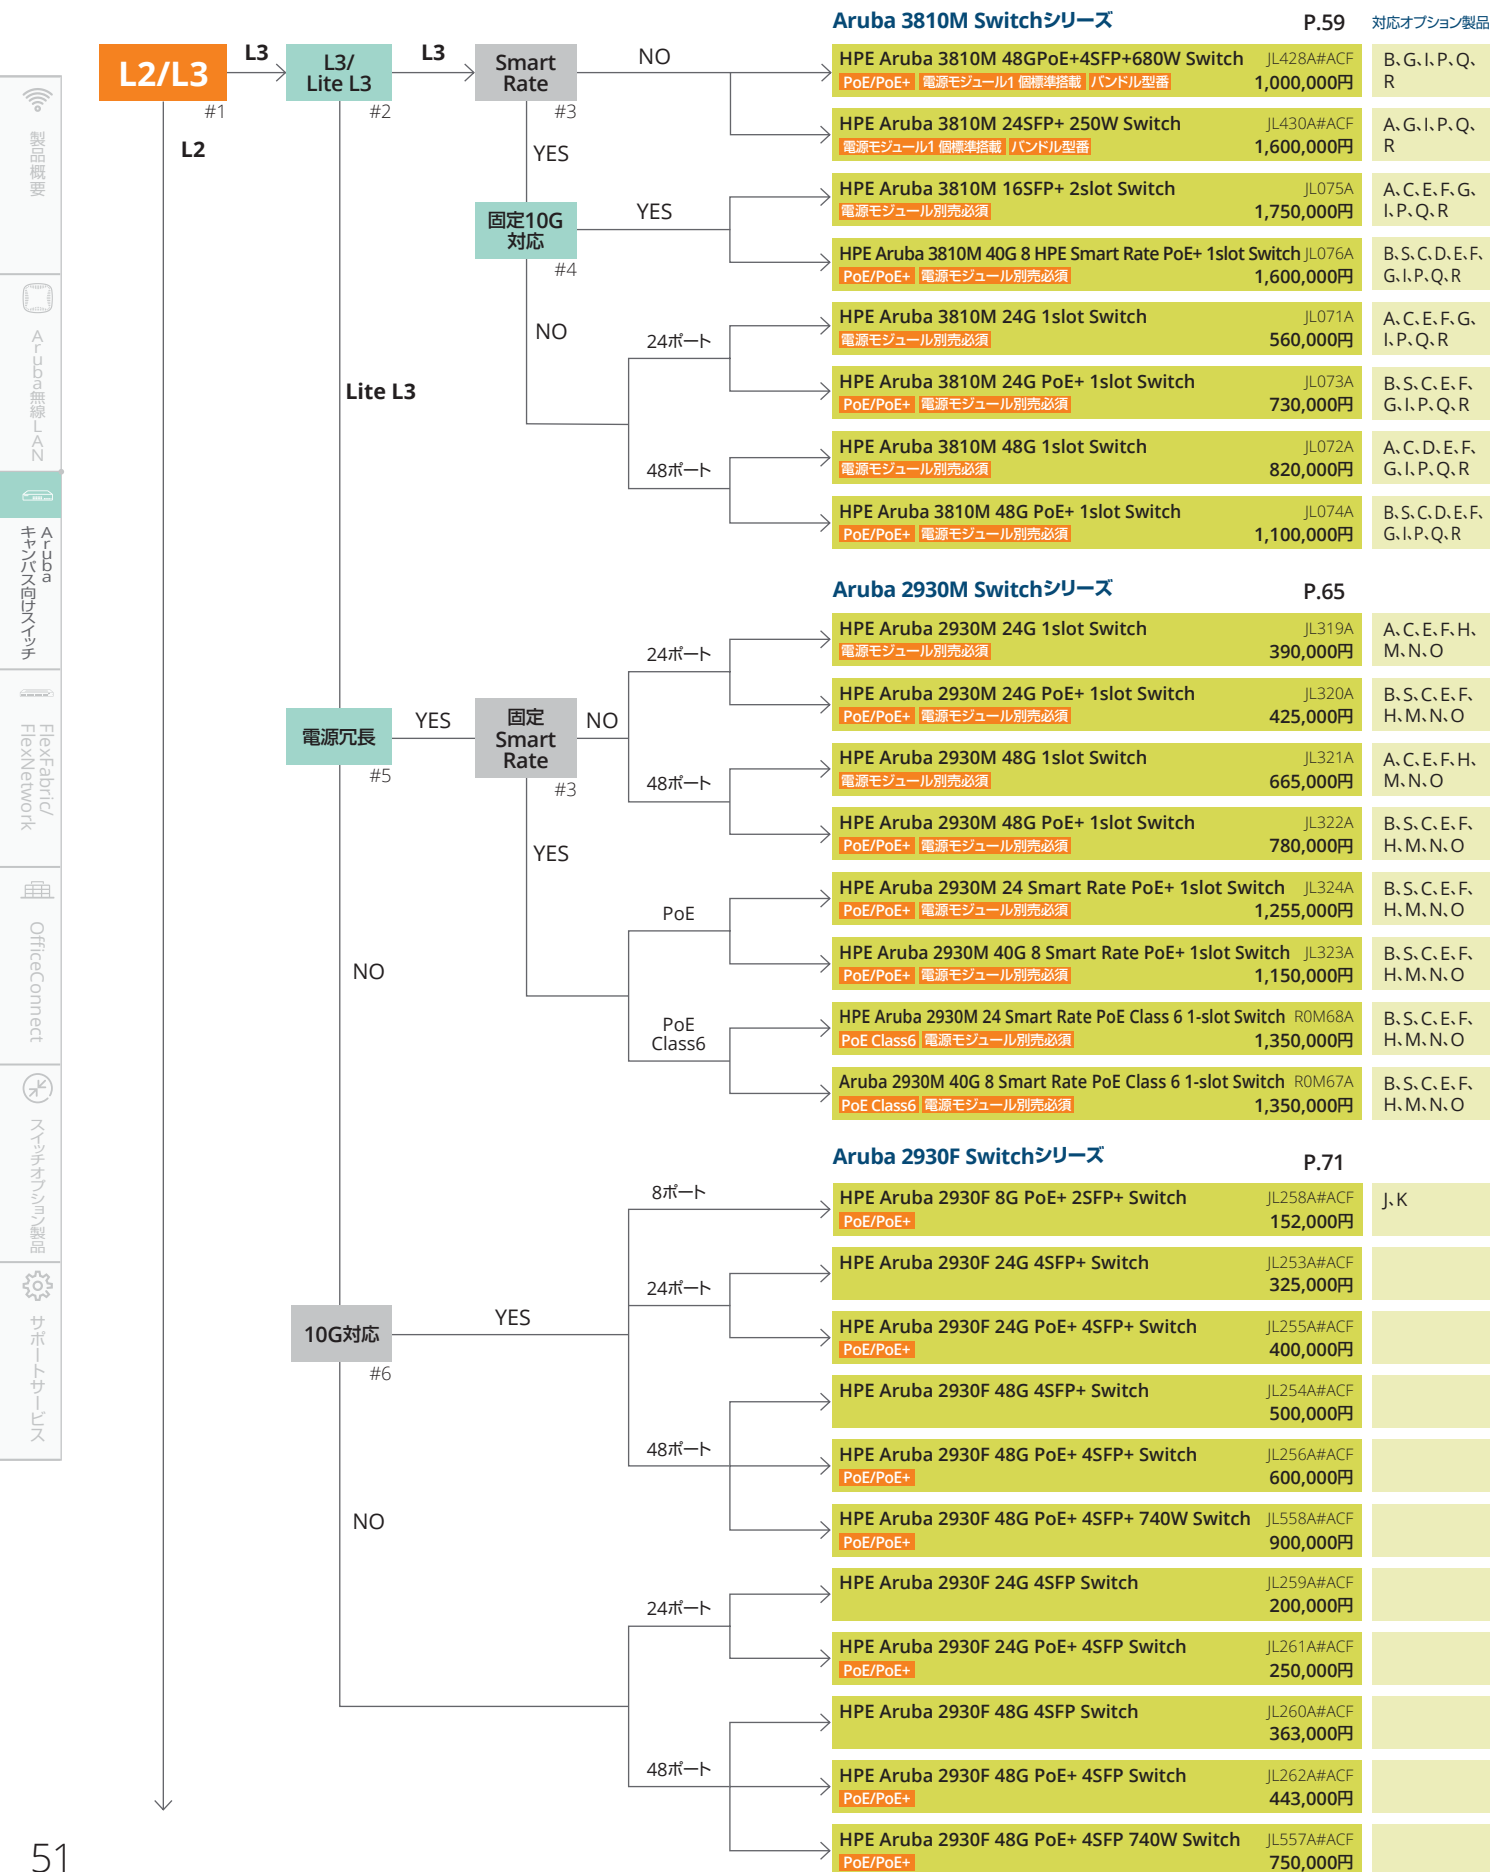 Aruba 3810M Switchシリーズ P.59 対応オプション製品
L2/L3
#1
L3
L3/
Lite L3
#2
L3
Smart
Rate
#3
NO
YES
L2
固定10G
対応
#4
YES
NO
24ポート
48ポート
Lite L3
HPE Aruba 3810M 48GPoE+4SFP+680W Switch JL428A#ACF
PoE/PoE+ 電源モジュール1 個標準搭載 バンドル型番 1,000,000円
B、G、I、P、Q、
R
HPE Aruba 3810M 24SFP+ 250W Switch JL430A#ACF
電源モジュール1 個標準搭載 バンドル型番 1,600,000円
A、G、I、P、Q、
R
HPE Aruba 3810M 16SFP+ 2slot Switch JL075A
電源モジュール別売必須 1,750,000円
A、C、E、F、G、
I、P、Q、R
HPE Aruba 3810M 40G 8 HPE Smart Rate PoE+ 1slot Switch JL076A
PoE/PoE+ 電源モジュール別売必須 1,600,000円
B、S、C、D、E、F、
G、I、P、Q、R
HPE Aruba 3810M 24G 1slot Switch JL071A
電源モジュール別売必須 560,000円
A、C、E、F、G、
I、P、Q、R
HPE Aruba 3810M 24G PoE+ 1slot Switch JL073A
PoE/PoE+ 電源モジュール別売必須 730,000円
B、S、C、E、F、
G、I、P、Q、R
HPE Aruba 3810M 48G 1slot Switch JL072A
電源モジュール別売必須 820,000円
A、C、D、E、F、
G、I、P、Q、R
HPE Aruba 3810M 48G PoE+ 1slot Switch JL074A
PoE/PoE+ 電源モジュール別売必須 1,100,000円
B、S、C、D、E、F、
G、I、P、Q、R
Aruba 2930M Switchシリーズ P.65
電源冗長
#5
YES
固定
Smart
Rate
#3
NO
24ポート
48ポート
YES
PoE
PoE
Class6
NO
HPE Aruba 2930M 24G 1slot Switch JL319A
電源モジュール別売必須 390,000円
A、C、E、F、H、
M、N、O
HPE Aruba 2930M 24G PoE+ 1slot Switch JL320A
PoE/PoE+ 電源モジュール別売必須 425,000円
B、S、C、E、F、
H、M、N、O
HPE Aruba 2930M 48G 1slot Switch JL321A
電源モジュール別売必須 665,000円
A、C、E、F、H、
M、N、O
HPE Aruba 2930M 48G PoE+ 1slot Switch JL322A
PoE/PoE+ 電源モジュール別売必須 780,000円
B、S、C、E、F、
H、M、N、O
HPE Aruba 2930M 24 Smart Rate PoE+ 1slot Switch JL324A
PoE/PoE+ 電源モジュール別売必須 1,255,000円
B、S、C、E、F、
H、M、N、O
HPE Aruba 2930M 40G 8 Smart Rate PoE+ 1slot Switch JL323A
PoE/PoE+ 電源モジュール別売必須 1,150,000円
B、S、C、E、F、
H、M、N、O
HPE Aruba 2930M 24 Smart Rate PoE Class 6 1-slot Switch R0M68A
PoE Class6 電源モジュール別売必須 1,350,000円
B、S、C、E、F、
H、M、N、O
Aruba 2930M 40G 8 Smart Rate PoE Class 6 1-slot Switch R0M67A
PoE Class6 電源モジュール別売必須 1,350,000円
B、S、C、E、F、
H、M、N、O
Aruba 2930F Switchシリーズ P.71
10G対応
#6
YES
8ポート
24ポート
48ポート
NO
24ポート
48ポート
HPE Aruba 2930F 8G PoE+ 2SFP+ Switch JL258A#ACF
PoE/PoE+ 152,000円
J、K
HPE Aruba 2930F 24G 4SFP+ Switch JL253A#ACF
325,000円
HPE Aruba 2930F 24G PoE+ 4SFP+ Switch JL255A#ACF
PoE/PoE+ 400,000円
HPE Aruba 2930F 48G 4SFP+ Switch JL254A#ACF
500,000円
HPE Aruba 2930F 48G PoE+ 4SFP+ Switch JL256A#ACF
PoE/PoE+ 600,000円
HPE Aruba 2930F 48G PoE+ 4SFP+ 740W Switch JL558A#ACF
PoE/PoE+ 900,000円
HPE Aruba 2930F 24G 4SFP Switch JL259A#ACF
200,000円
HPE Aruba 2930F 24G PoE+ 4SFP Switch JL261A#ACF
PoE/PoE+ 250,000円
HPE Aruba 2930F 48G 4SFP Switch JL260A#ACF
363,000円
HPE Aruba 2930F 48G PoE+ 4SFP Switch JL262A#ACF
PoE/PoE+ 443,000円
HPE Aruba 2930F 48G PoE+ 4SFP 740W Switch JL557A#ACF
PoE/PoE+ 750,000円
製品概要
Aruba無線LAN
Aruba
キャンパス向けスイッチ
FlexFabric/
FlexNetwork
OfficeConnect
スイッチオプション製品
サポートサービス
51